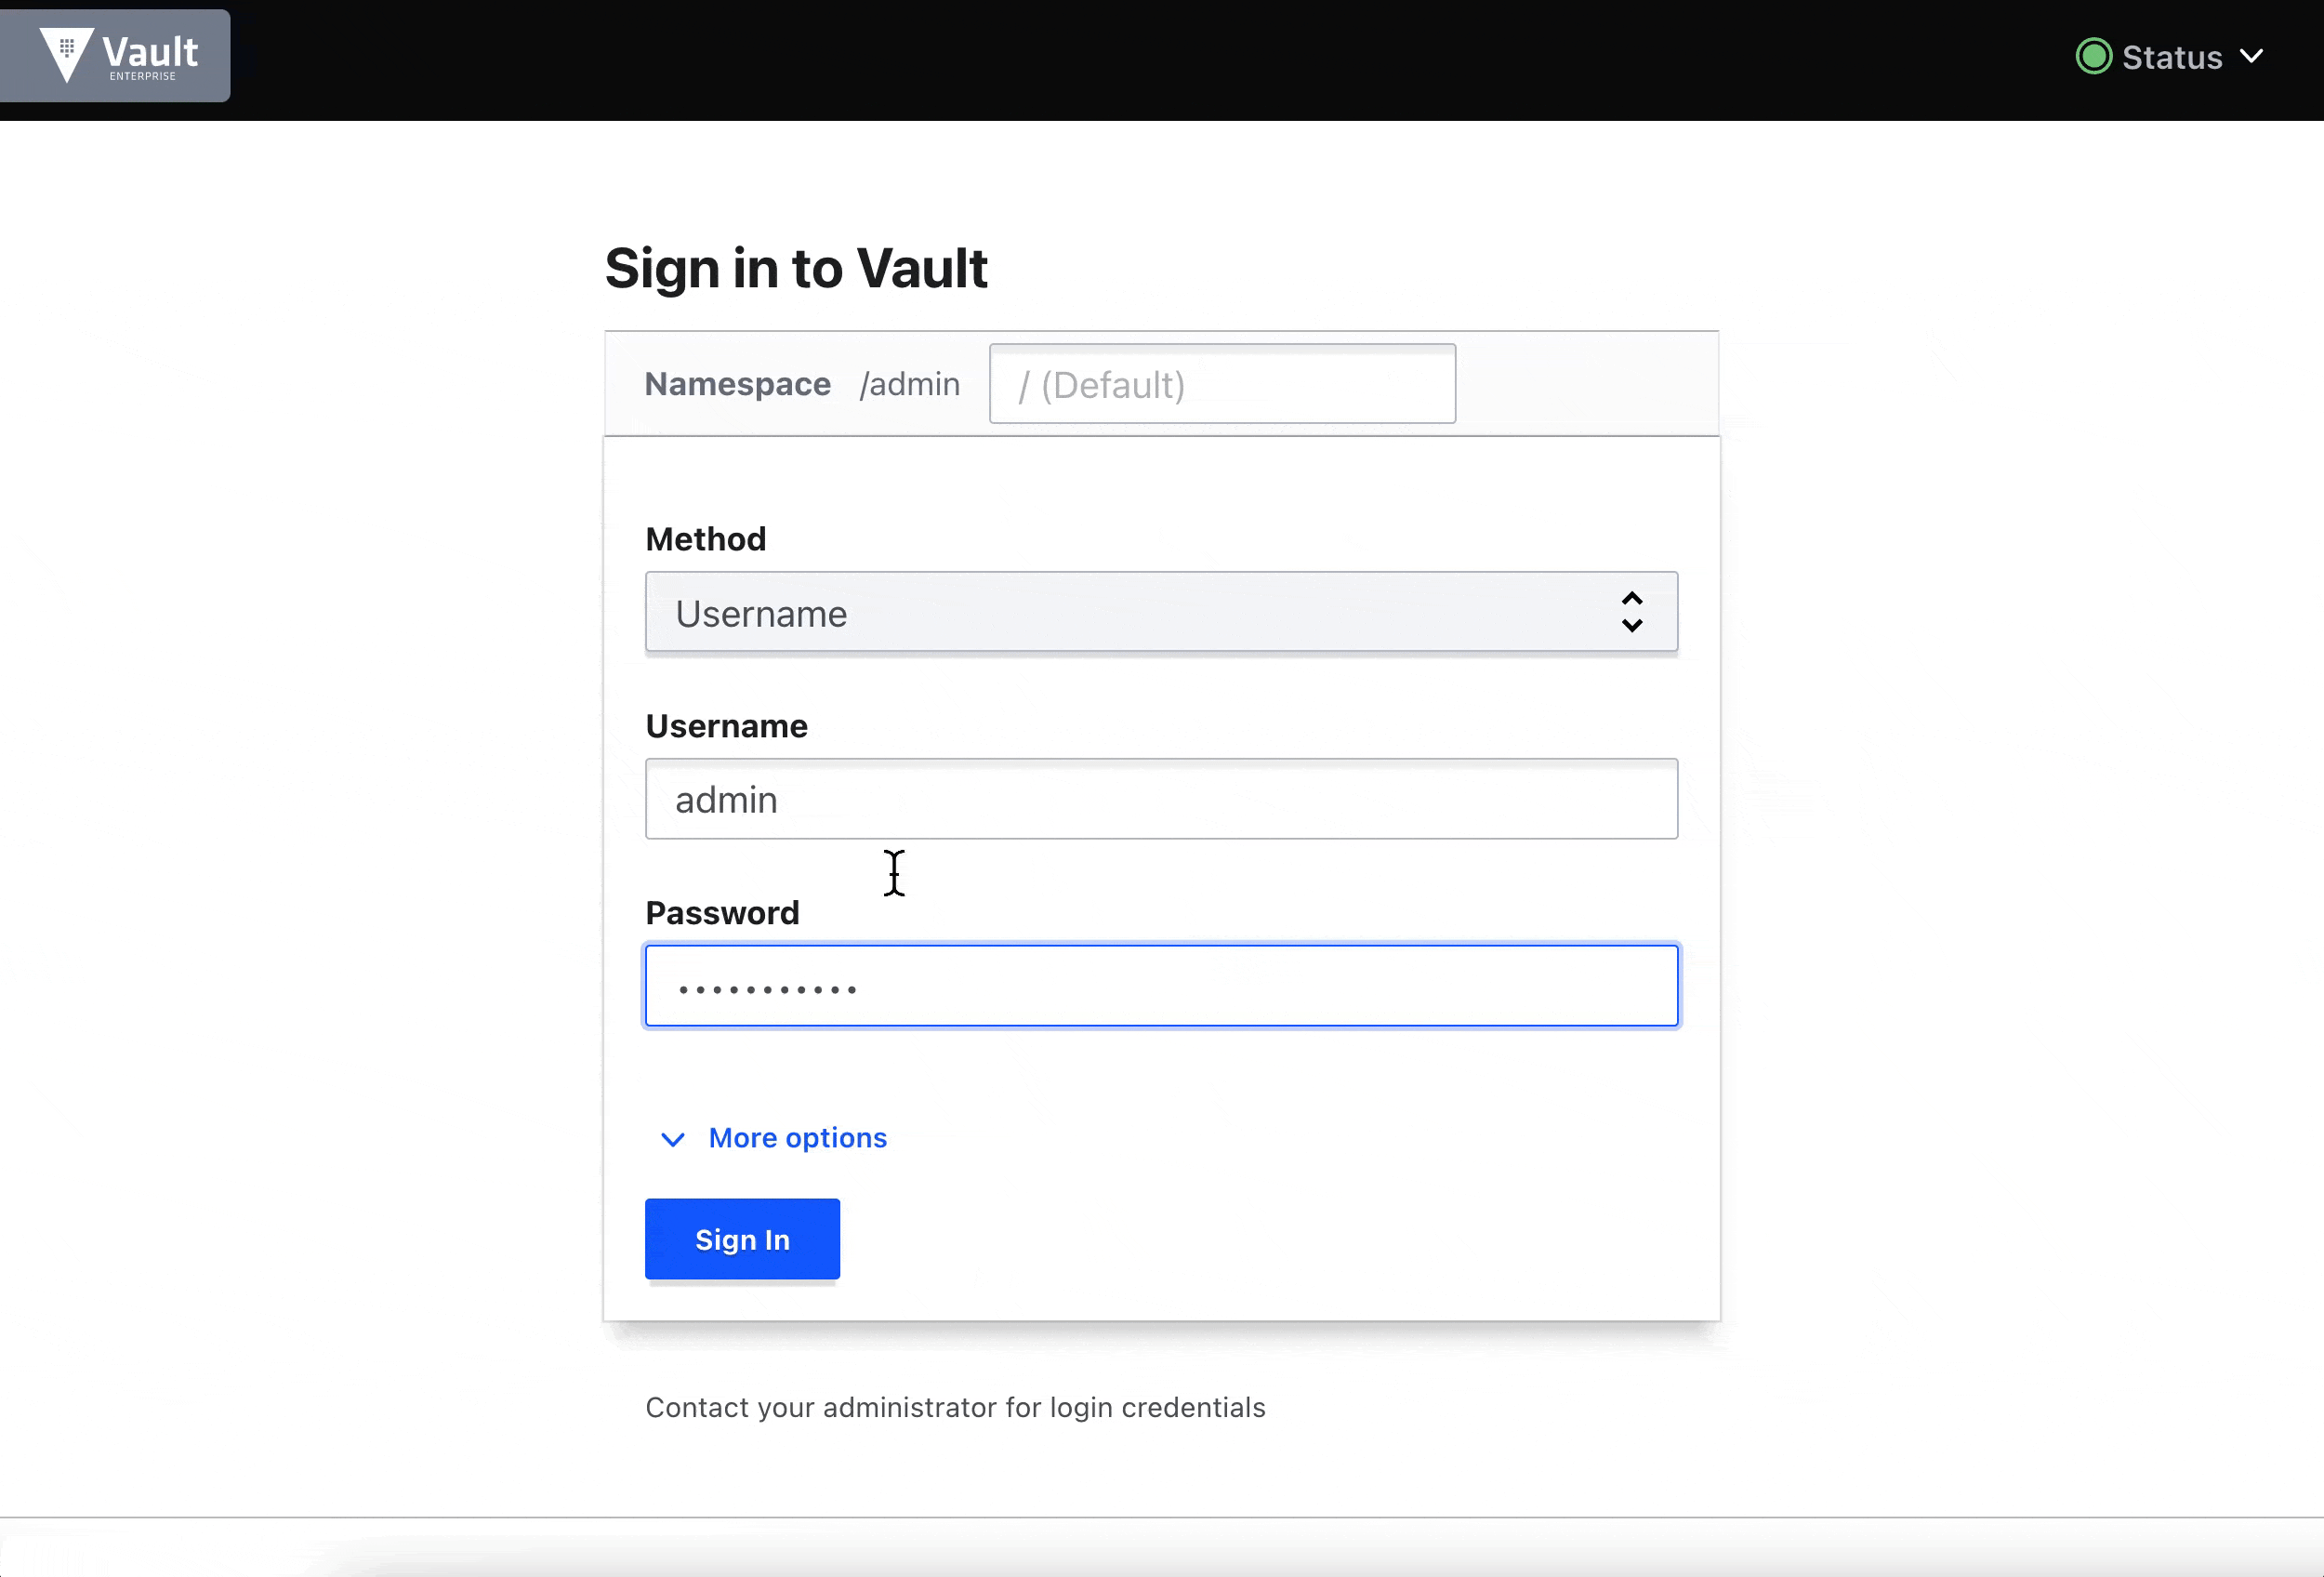 Vault
ENTERPRISE
Status
Sign in to Vault
Namespace /admin / (Default)
Method
Username
Username
admin
Password
•••••••••••
More options
Sign In
Contact your administrator for login credentials